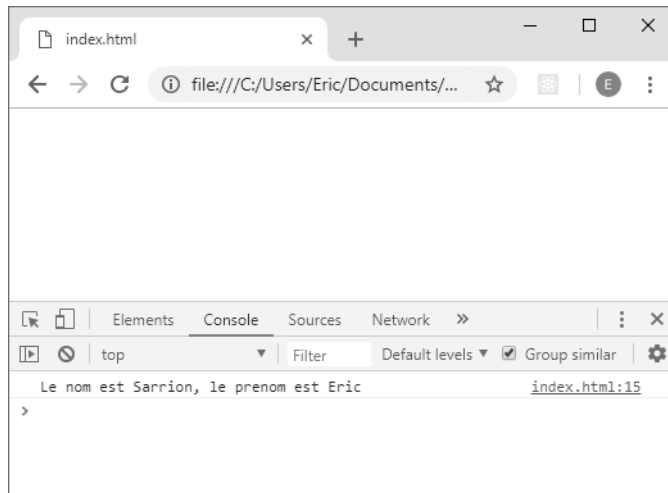 index.html
file:///C:/Users/Eric/Documents/...
E
Elements Console Sources Network
top Filter Default levels Group similar
Le nom est Sarrion, le prenom est Eric index.html:15